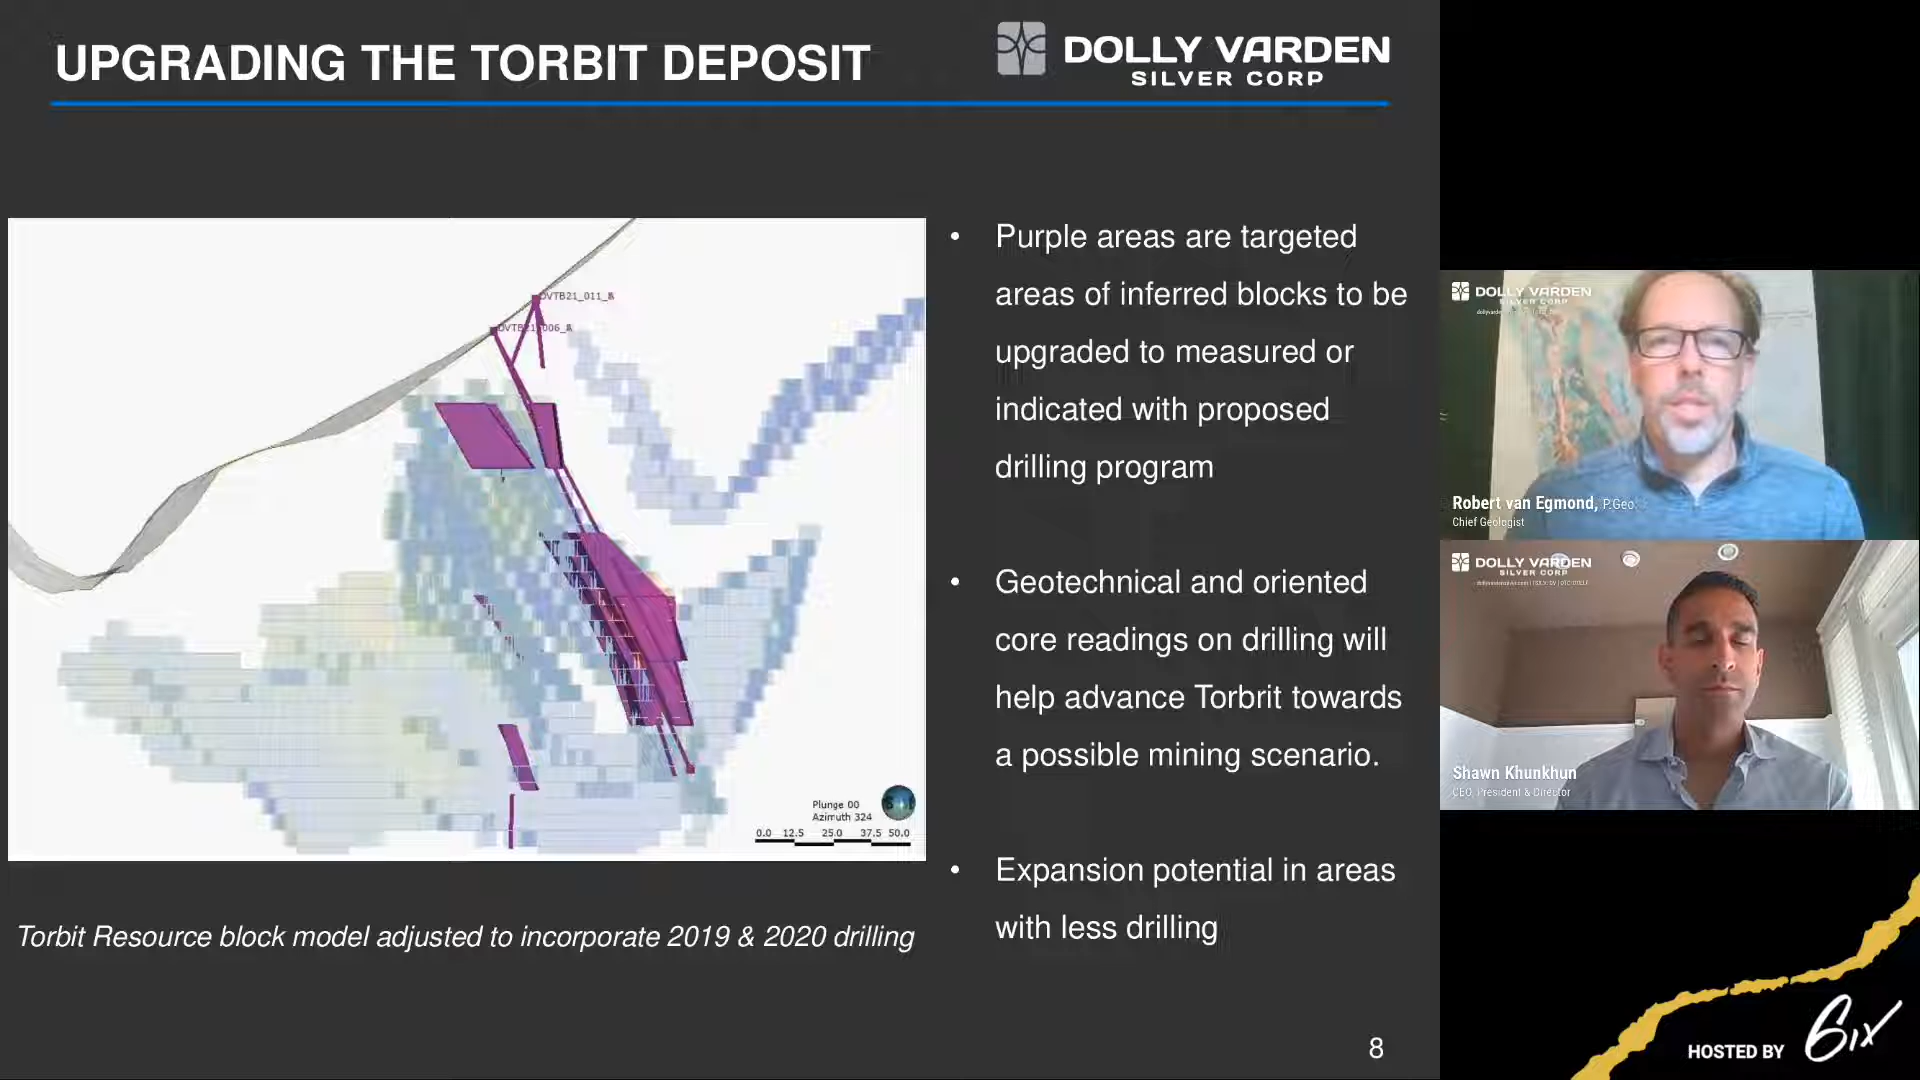 UPGRADING THE TORBIT DEPOSIT
DOLLY VARDEN
SILVER CORP
DVTB21_011_A
006_A
Plunge 00
Azimuth 324
0.0 12.5 25.0 37.5 50.0
Torbit Resource block model adjusted to incorporate 2019 & 2020 drilling
• Purple areas are targeted
areas of inferred blocks to be
upgraded to measured or
indicated with proposed
drilling program
• Geotechnical and oriented
core readings on drilling will
help advance Torbrit towards
a possible mining scenario.
• Expansion potential in areas
with less drilling
8
DOLLY VARDEN
SILVER CORP
Robert van Egmond, P.Geo.
Chief Geologist
DOLLY VARDEN
SILVER CORP
Shawn Khunkhun
CEO, President & Director
HOSTED BY 6ix